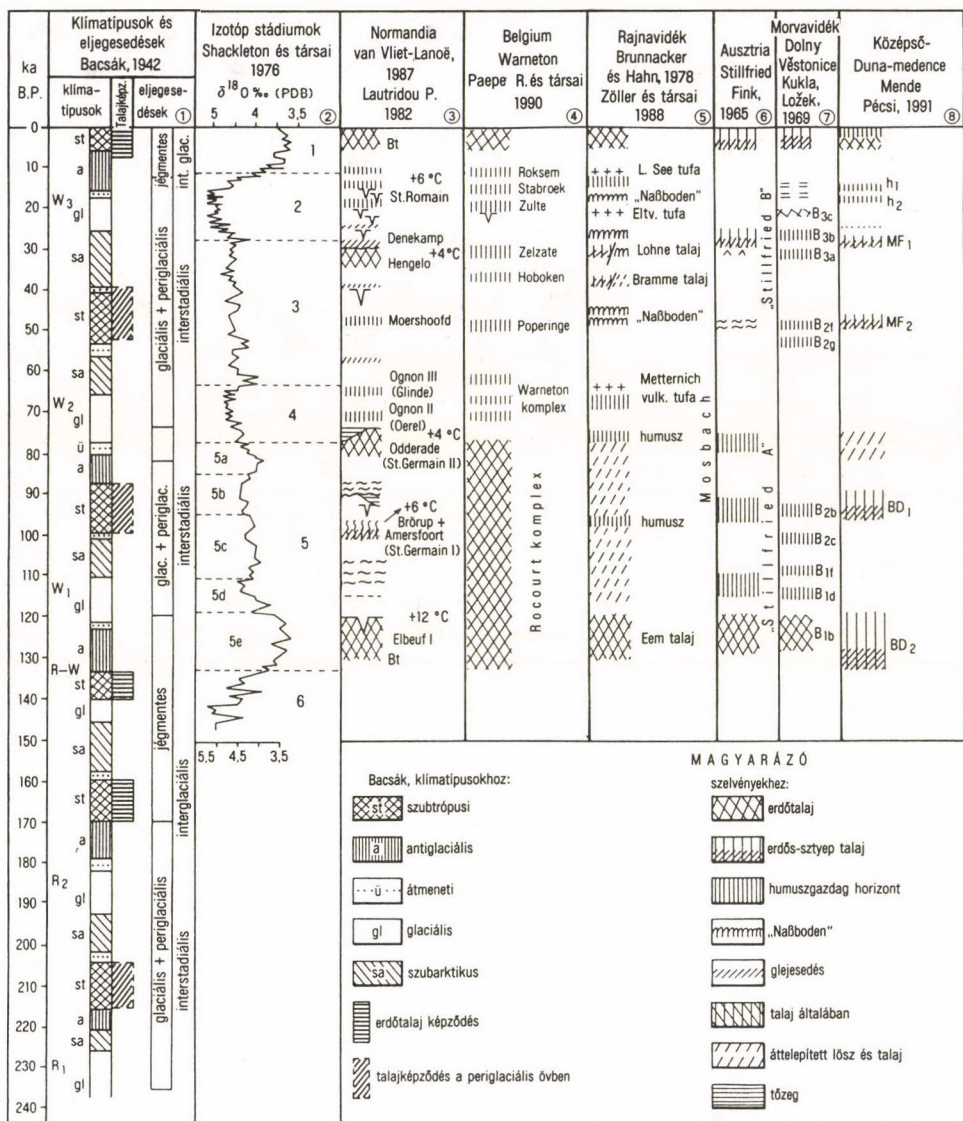 ka
B.P.
Klímatípusok és
eljegesedések
Bacsák, 1942
klíma-
típusok
Talajképz.
eljegese-
dések
①
Izotóp stádiumok
Shackleton és társai
1976
δ¹⁸O ‰ (PDB)
5 4 3,5
②
Normandia
van Vliet-Lanoë,
1987
Lautridou P.
1982
③
Belgium
Warneton
Paepe R. és társai
1990
④
Rajnavidék
Brunnacker
és Hahn, 1978
Zöller és társai
1988
⑤
Ausztria
Stillfried
Fink,
1965
⑥
Morvavidék
Dolny
Věstonice
Kukla,
Ložek,
1969
⑦
Középső-
Duna-medence
Mende
Pécsi, 1991
⑧
0
10
20
30
40
50
60
70
80
90
100
110
120
130
140
150
160
170
180
190
200
210
220
230
240
st
a
W₃
gl
sa
st
sa
W₂
gl
ü
a
st
sa
W₁
gl
a
R–W
st
gl
sa
st
a
R₂
gl
sa
st
a
sa
R₁
gl
jégmentes
int. glac.
glaciális + periglaciális
interstadiális
glac. + periglac.
interstadiális
jégmentes
interglaciális
glaciális + periglaciális
interstadiális
1
2
3
4
5a
5b
5c
5
5d
5e
6
5,5 4,5 3,5
Bt
+6 °C
St.Romain
Denekamp
+4°C
Hengelo
Moershoofd
Ognon III
(Glinde)
Ognon II
(Oerel)
+4 °C
Odderade
(St.Germain II)
+6 °C
Brörup +
Amersfoort
(St.Germain I)
+12 °C
Elbeuf I
Bt
Roksem
Stabroek
Zulte
Zelzate
Hoboken
Poperinge
Warneton
komplex
Rocourt komplex
L. See tufa
„Naßboden"
Eltv. tufa
Lohne talaj
Bramme talaj
„Naßboden"
Metternich
vulk. tufa
humusz
humusz
Eem talaj
Mosbach
„Stillfried B"
„Stillfried A"
B₃c
B₃b
B₃a
B₂f
B₂g
B₂b
B₂c
B₁f
B₁d
B₁b
h₁
h₂
MF₁
MF₂
BD₁
BD₂
MAGYARÁZÓ
Bacsák, klímatípusokhoz:
st szubtrópusi
a antiglaciális
ü átmeneti
gl glaciális
sa szubarktikus
erdőtalaj képződés
talajképződés a periglaciális övben
szelvényekhez:
erdőtalaj
erdős-sztyep talaj
humuszgazdag horizont
„Naßboden"
glejesedés
talaj általában
áttelepített lösz és talaj
tőzeg